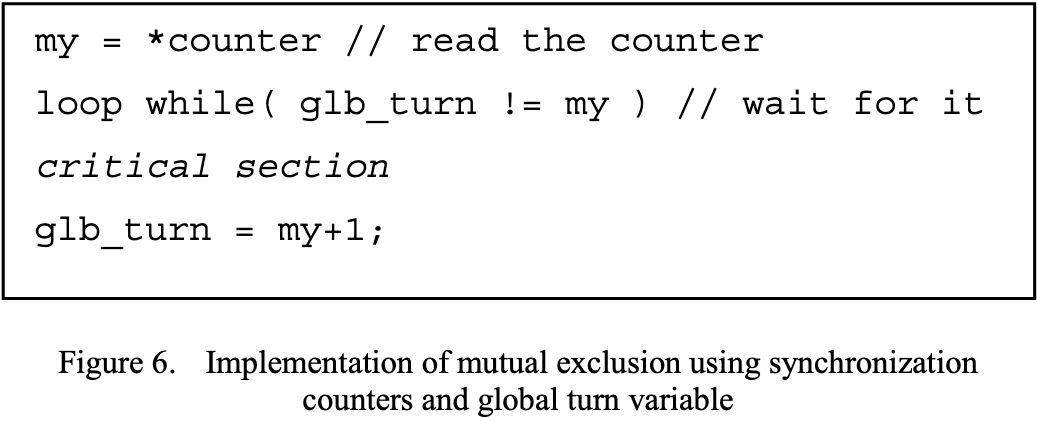 my = *counter // read the counter
loop while( glb_turn != my ) // wait for it
critical section
glb_turn = my+1;
Figure 6. Implementation of mutual exclusion using synchronization
counters and global turn variable